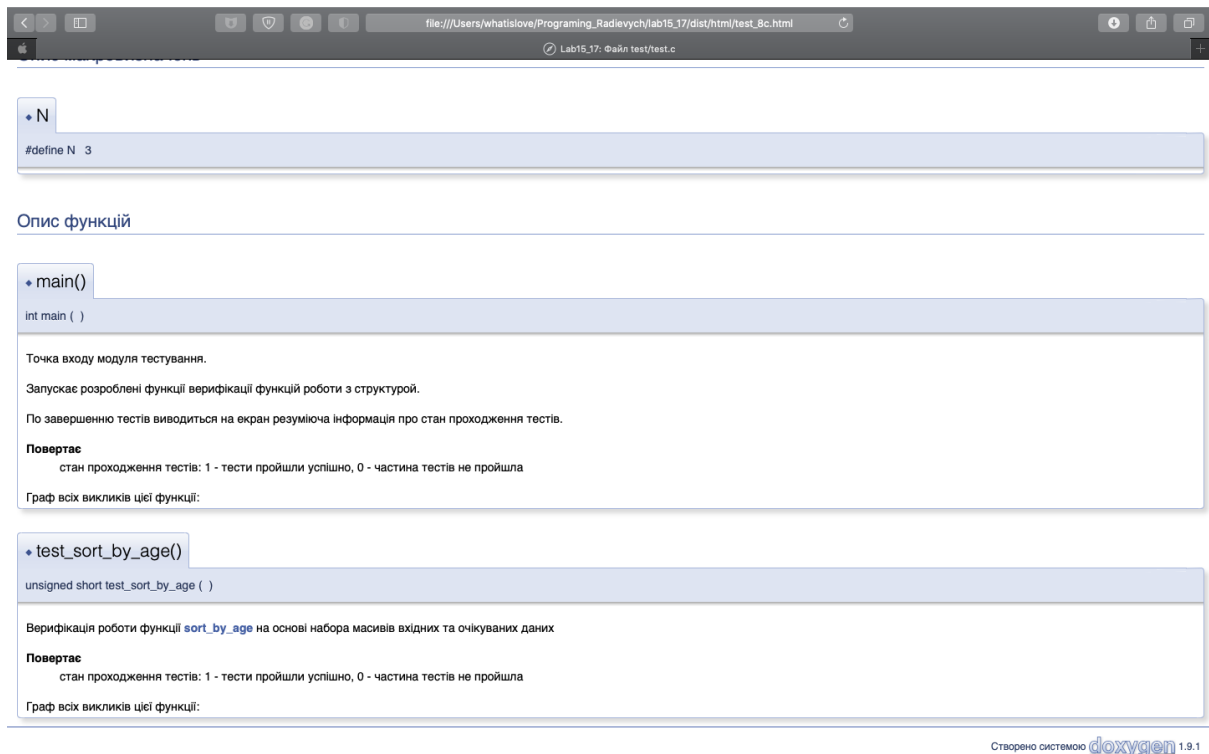 file:///Users/whatislove/Programing_Radievych/lab15_17/dist/html/test_8c.html
Lab15_17: Файл test/test.c
Опис макровизначень
N
#define N 3
Опис функцій
main()
int main ( )
Точка входу модуля тестування.
Запускає розроблені функції верифікації функцій роботи з структурой.
По завершенню тестів виводиться на екран резуміюча інформація про стан проходження тестів.
Повертає
стан проходження тестів: 1 - тести пройшли успішно, 0 - частина тестів не пройшла
Граф всіх викликів цієї функції:
test_sort_by_age()
unsigned short test_sort_by_age ( )
Верифікація роботи функції sort_by_age на основі набора масивів вхідних та очікуваних даних
Повертає
стан проходження тестів: 1 - тести пройшли успішно, 0 - частина тестів не пройшла
Граф всіх викликів цієї функції:
Створено системою doxygen 1.9.1